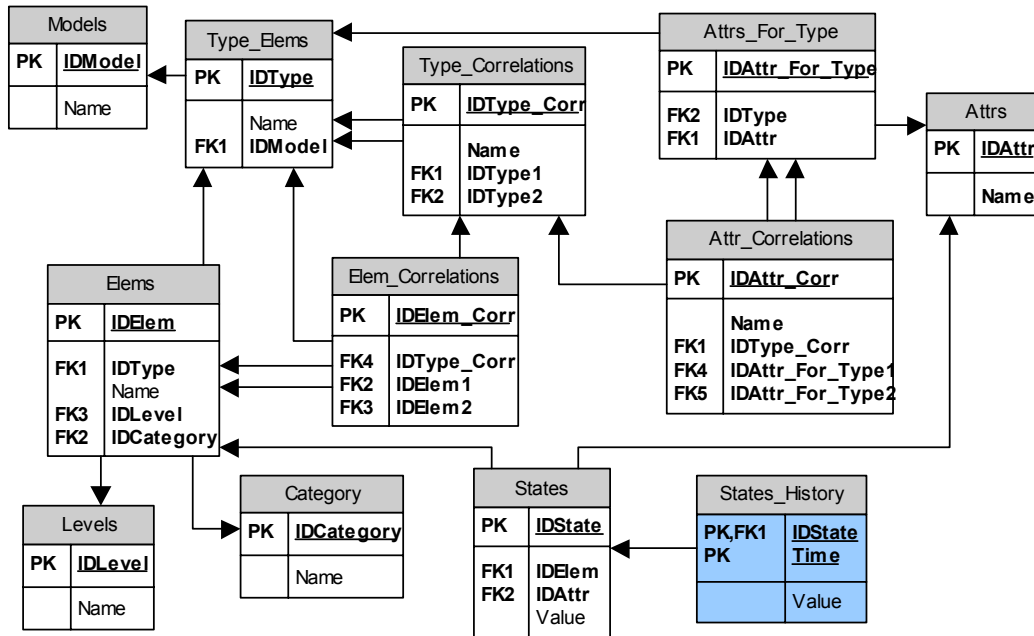 Models
PK IDModel
Name
Type_Elems
PK IDType
Name
FK1 IDModel
Type_Correlations
PK IDType_Corr
Name
FK1 IDType1
FK2 IDType2
Attrs_For_Type
PK IDAttr_For_Type
FK2 IDType
FK1 IDAttr
Attrs
PK IDAttr
Name
Elems
PK IDElem
FK1 IDType
Name
FK3 IDLevel
FK2 IDCategory
Elem_Correlations
PK IDElem_Corr
FK4 IDType_Corr
FK2 IDElem1
FK3 IDElem2
Attr_Correlations
PK IDAttr_Corr
Name
FK1 IDType_Corr
FK4 IDAttr_For_Type1
FK5 IDAttr_For_Type2
Levels
PK IDLevel
Name
Category
PK IDCategory
Name
States
PK IDState
FK1 IDElem
FK2 IDAttr
Value
States_History
PK,FK1 IDState
PK Time
Value